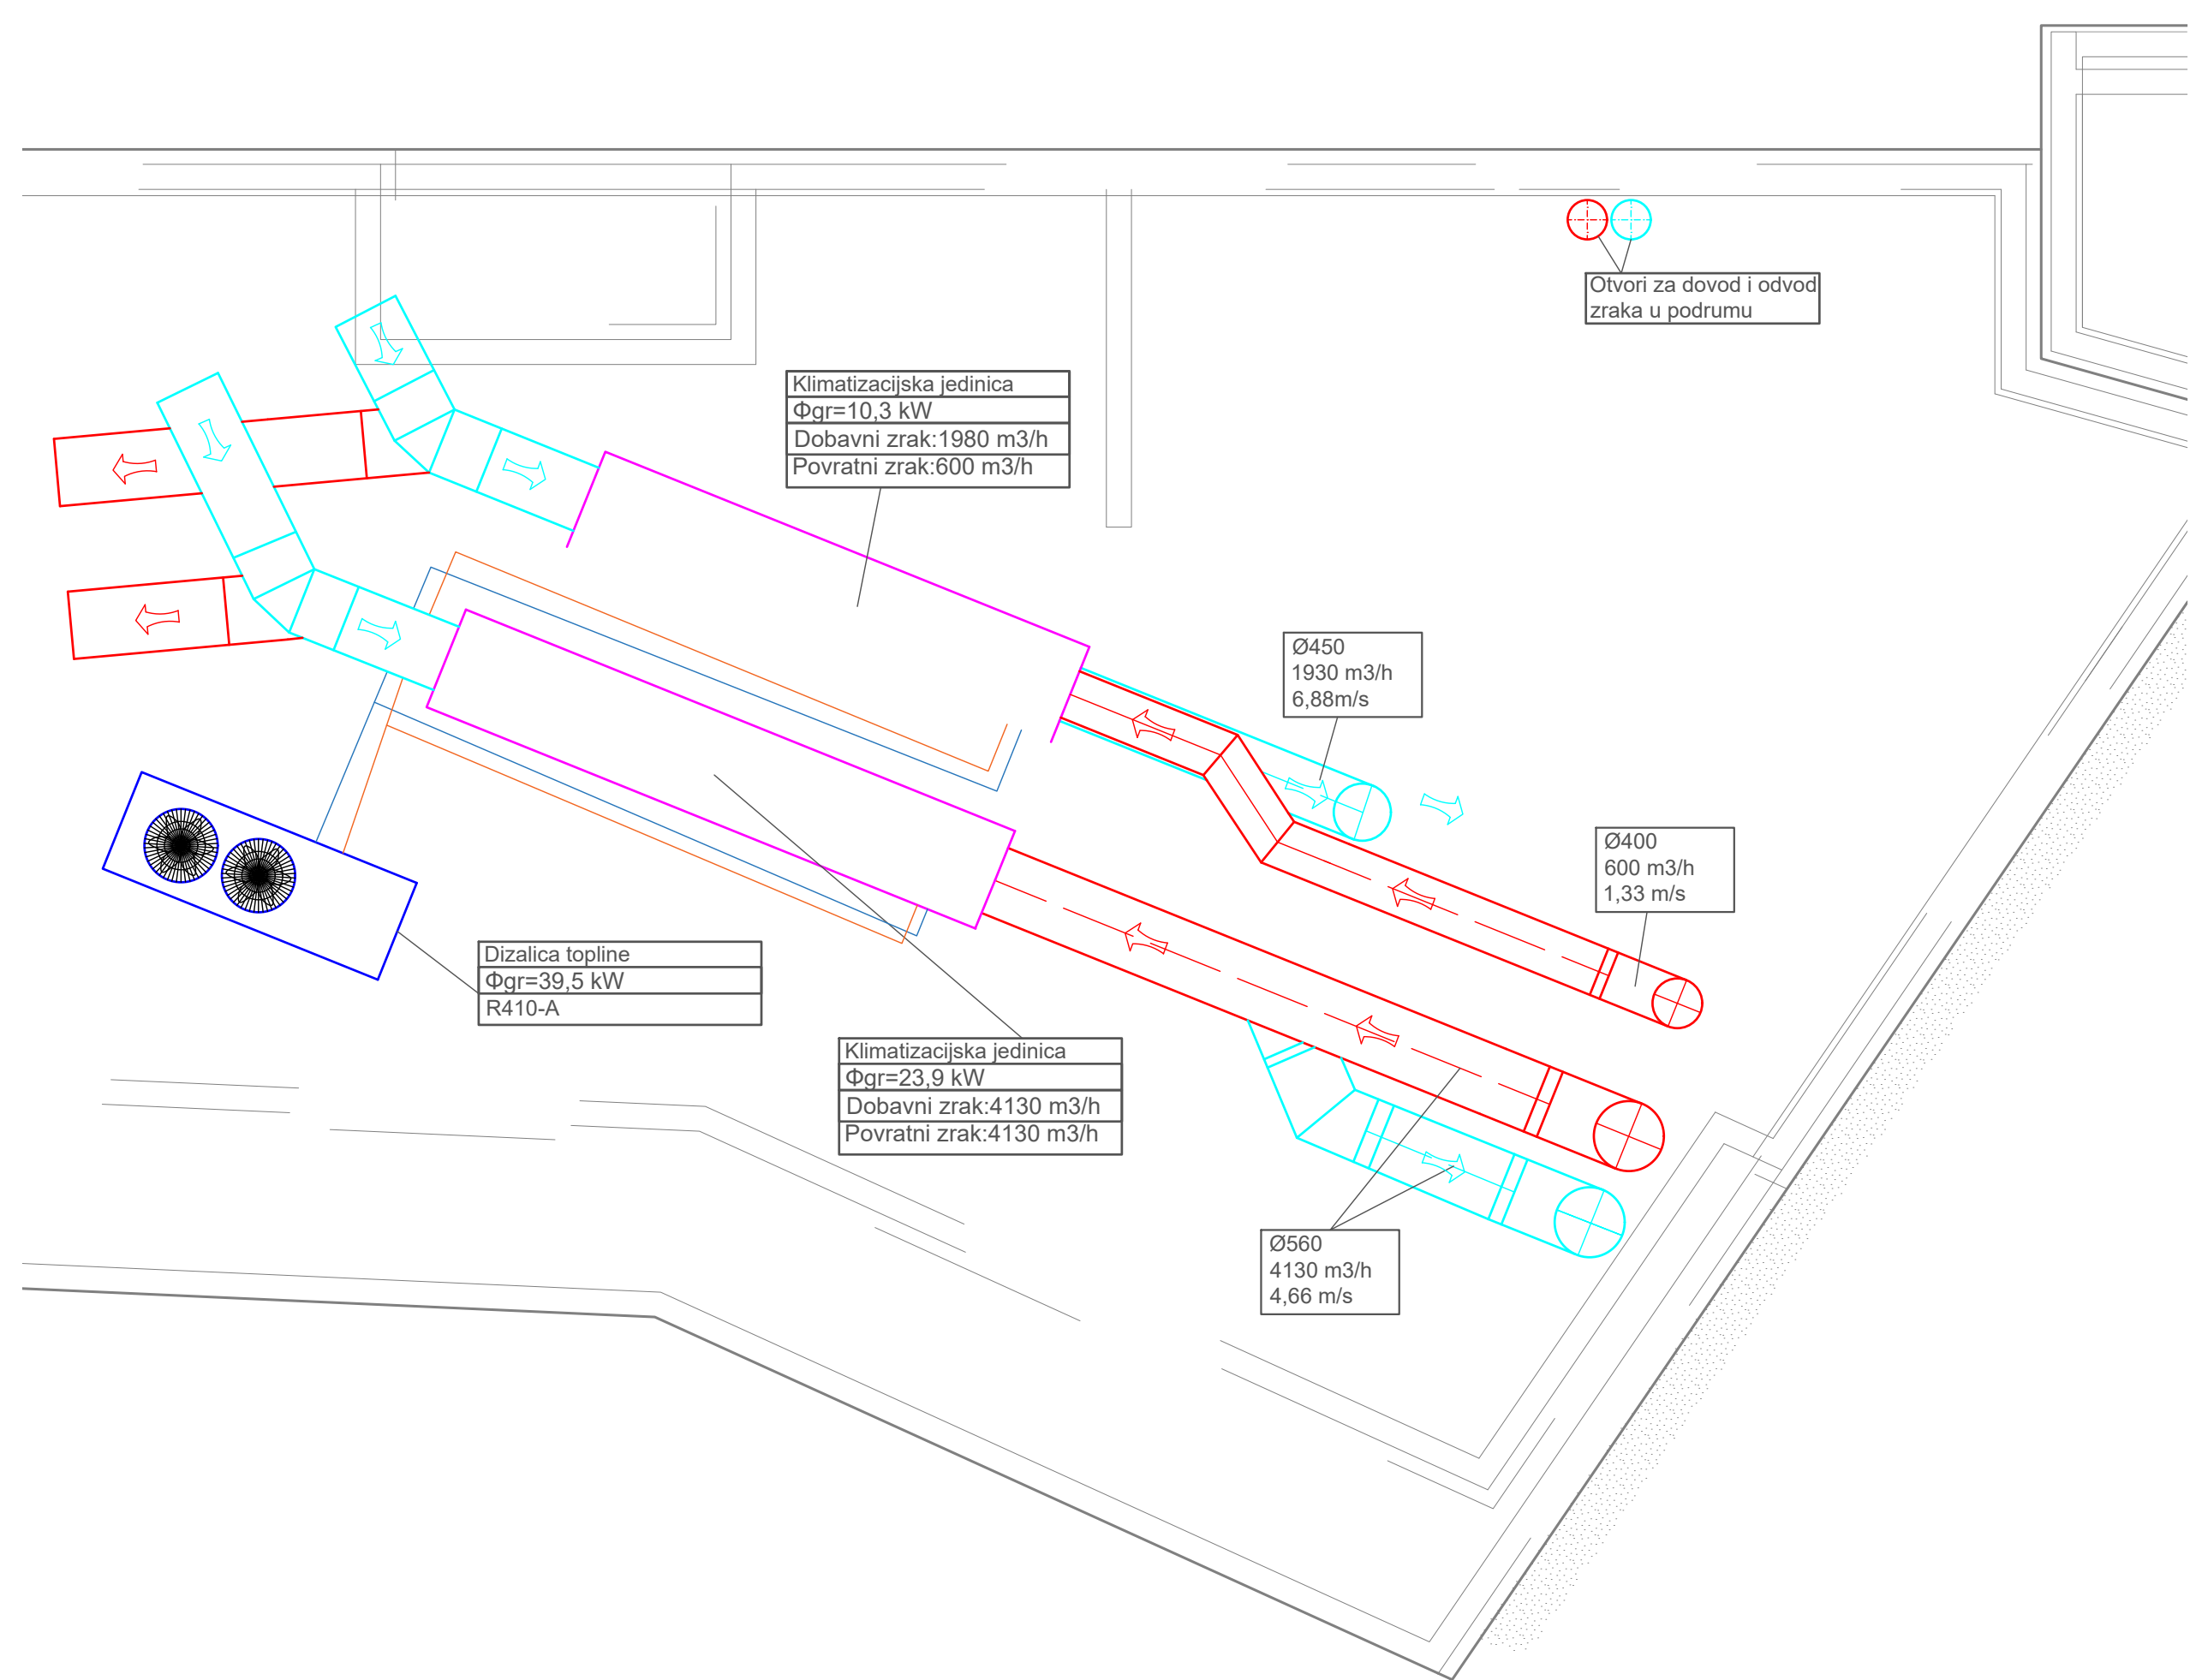 Otvori za dovod i odvod
zraka u podrumu
Klimatizacijska jedinica
Φgr=10,3 kW
Dobavni zrak:1980 m3/h
Povratni zrak:600 m3/h
Ø450
1930 m3/h
6,88m/s
Ø400
600 m3/h
1,33 m/s
Dizalica topline
Φgr=39,5 kW
R410-A
Klimatizacijska jedinica
Φgr=23,9 kW
Dobavni zrak:4130 m3/h
Povratni zrak:4130 m3/h
Ø560
4130 m3/h
4,66 m/s